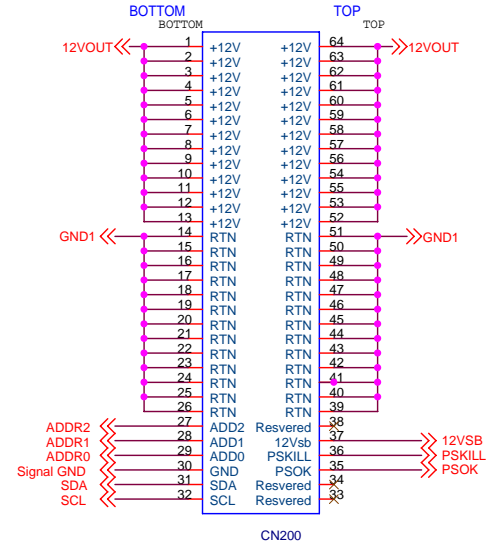 BOTTOM TOP
BOTTOM TOP
12VOUT 1 +12V +12V 64 12VOUT
2 +12V +12V 63
3 +12V +12V 62
4 +12V +12V 61
5 +12V +12V 60
6 +12V +12V 59
7 +12V +12V 58
8 +12V +12V 57
9 +12V +12V 56
10 +12V +12V 54
11 +12V +12V 55
12 +12V +12V 53
13 +12V +12V 52
GND1 14 RTN RTN 51 GND1
15 RTN RTN 50
16 RTN RTN 49
17 RTN RTN 48
18 RTN RTN 47
19 RTN RTN 46
20 RTN RTN 45
21 RTN RTN 44
22 RTN RTN 43
23 RTN RTN 42
24 RTN RTN 41
25 RTN RTN 40
26 RTN RTN 39
ADDR2 27 ADD2 Resvered 38
ADDR1 28 ADD1 12Vsb 37 12VSB
ADDR0 29 ADD0 PSKILL 36 PSKILL
Signal GND 30 GND PSOK 35 PSOK
SDA 31 SDA Resvered 34
SCL 32 SCL Resvered 33
CN200